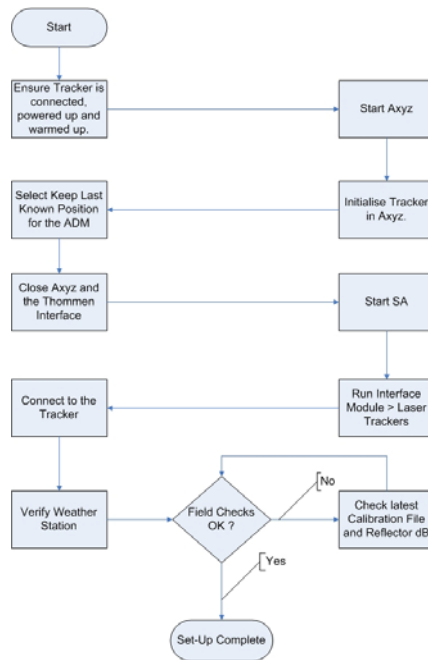 Start
Ensure Tracker is
connected,
powered up and
warmed up.
Start Axyz
Initialise Tracker
in Axyz.
Select Keep Last
Known Position
for the ADM
Close Axyz and
the Thommen
Interface
Start SA
Run Interface
Module > Laser
Trackers
Connect to the
Tracker
Verify Weather
Station
Field Checks
OK ?
No
Check latest
Calibration File
and Reflector dB
Yes
Set-Up Complete